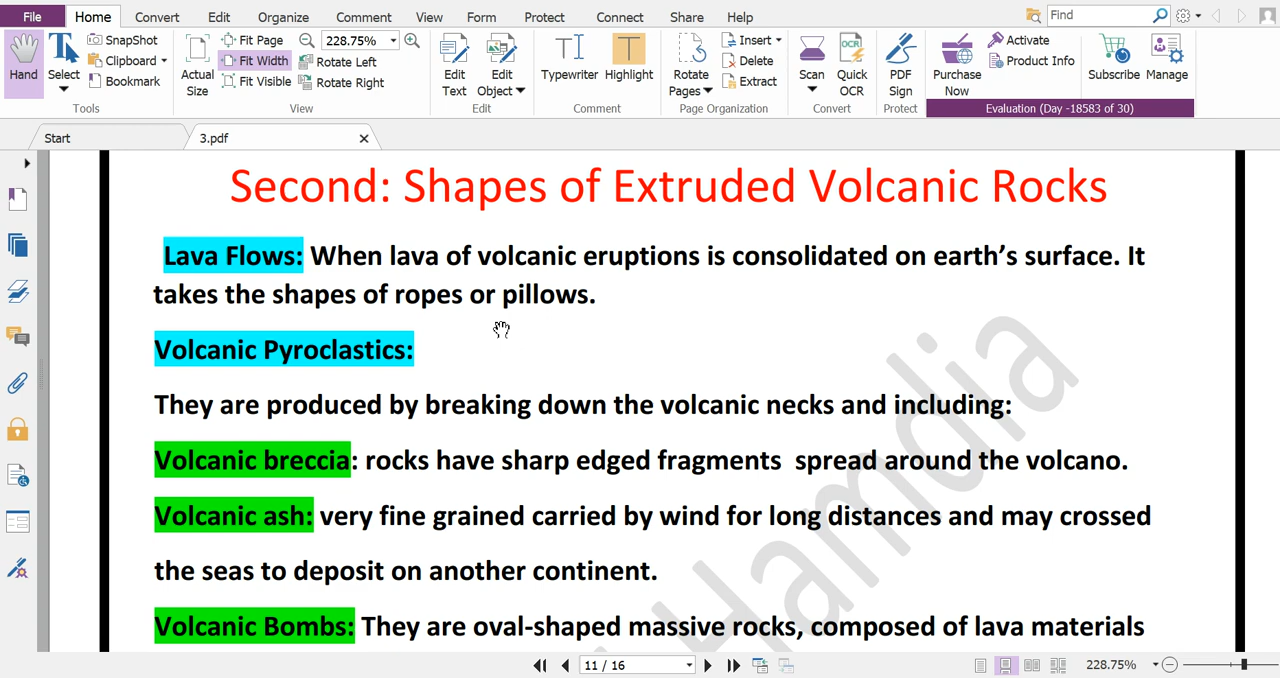 File Home Convert Edit Organize Comment View Form Protect Connect Share Help Find
SnapShot Fit Page 228.75% Insert Activate
Clipboard Fit Width Rotate Left Delete Product Info
Hand Select Bookmark Actual Size Fit Visible Rotate Right Edit Text Edit Object Typewriter Highlight Rotate Pages Extract Scan Quick OCR PDF Sign Purchase Now Subscribe Manage
Tools View Edit Comment Page Organization Convert Protect Evaluation (Day -18583 of 30)
Start 3.pdf
Second: Shapes of Extruded Volcanic Rocks
Lava Flows: When lava of volcanic eruptions is consolidated on earth’s surface. It
takes the shapes of ropes or pillows.
Volcanic Pyroclastics:
They are produced by breaking down the volcanic necks and including:
Volcanic breccia: rocks have sharp edged fragments spread around the volcano.
Volcanic ash: very fine grained carried by wind for long distances and may crossed
the seas to deposit on another continent.
Volcanic Bombs: They are oval-shaped massive rocks, composed of lava materials
Hamdia
11 / 16 228.75%